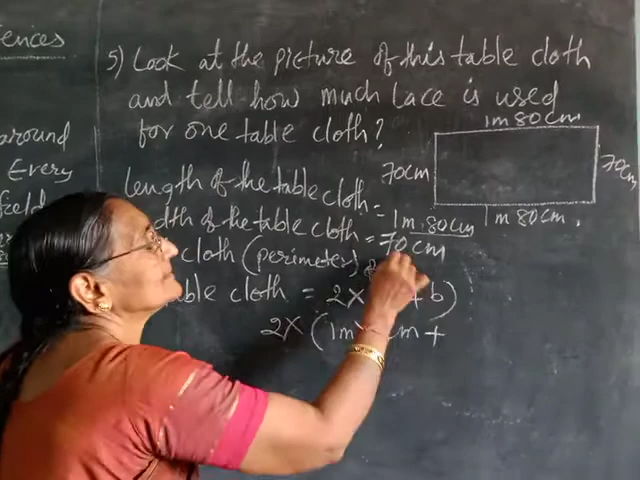 ences
around
Every
field
5) Look at the picture of this table cloth
and tell how much lace is used
for one table cloth?
1m 80cm
70cm
70cm
1m 80cm.
length of the table cloth =
1m.80cm
dth of the table cloth = 70cm
cloth (perimeter)
ble cloth = 2x + b)
2x (1m cm +